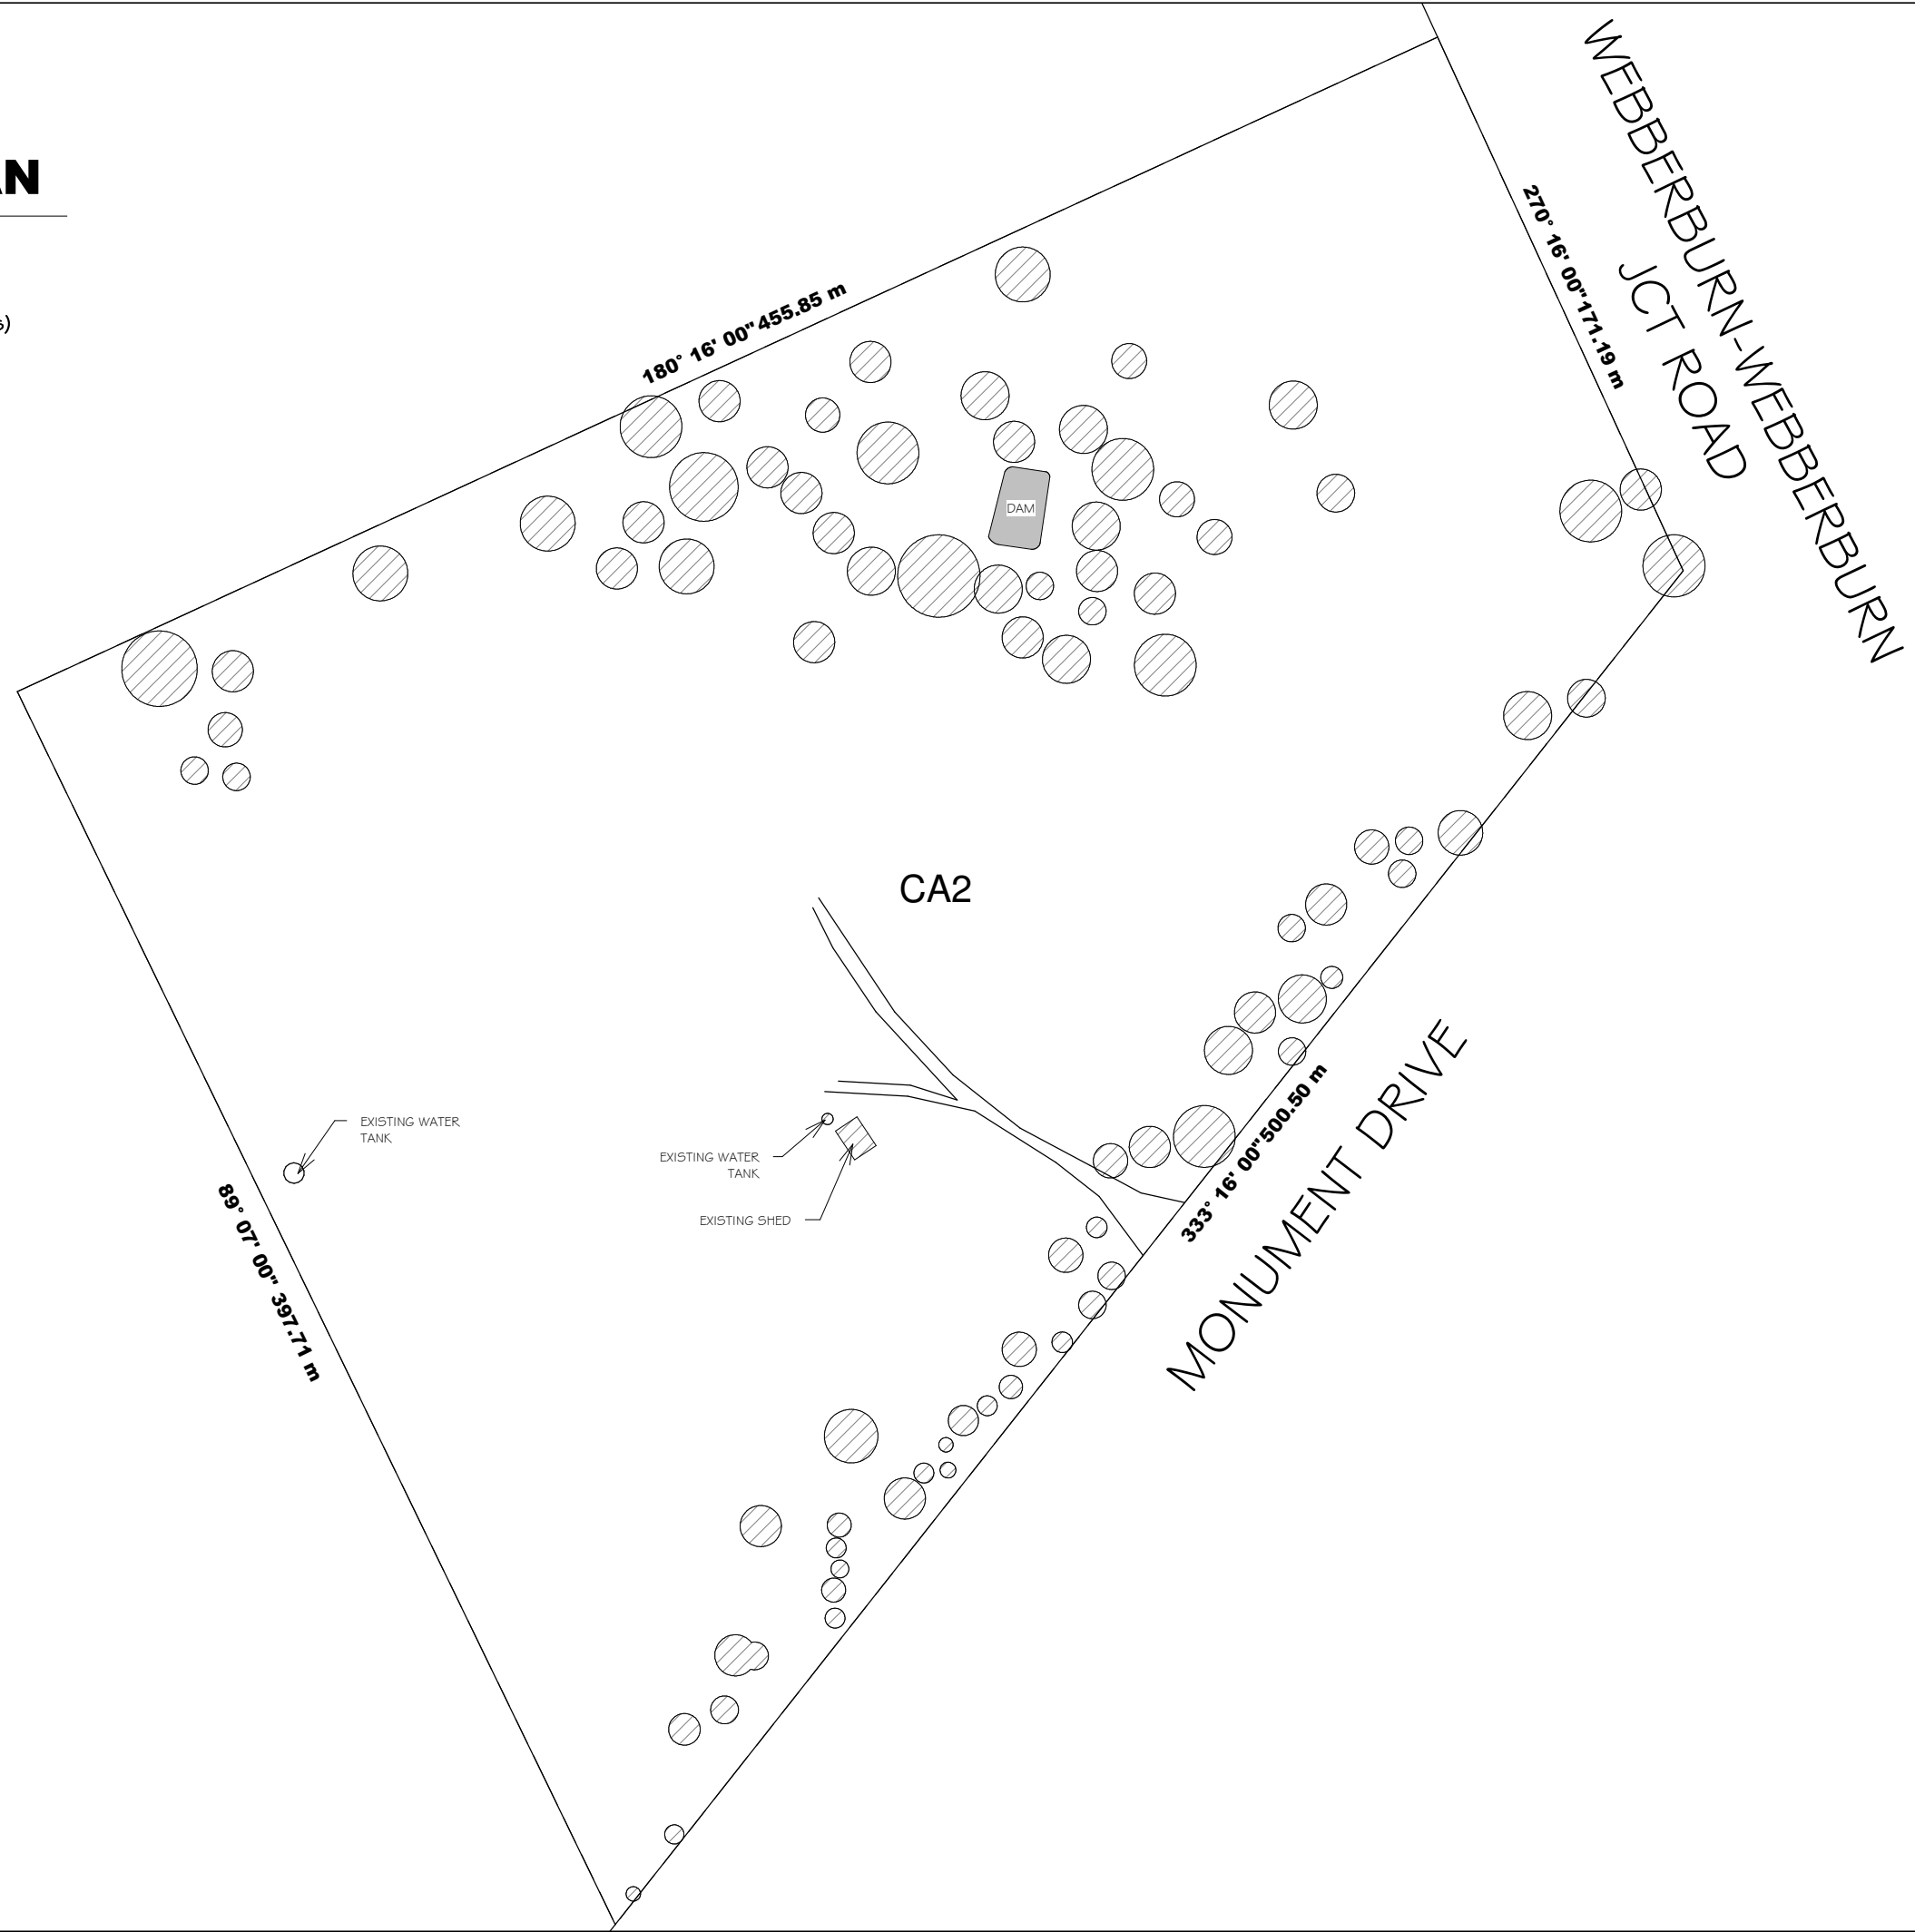 AN
s)
WEBBERBURN-WEBBERBURN
JCT ROAD
270° 16' 00" 171.19 m
180° 16' 00" 455.85 m
DAM
CA2
EXISTING WATER
TANK
EXISTING WATER
TANK
EXISTING SHED
333° 16' 00" 500.50 m
MONUMENT DRIVE
89° 07' 00" 397.71 m